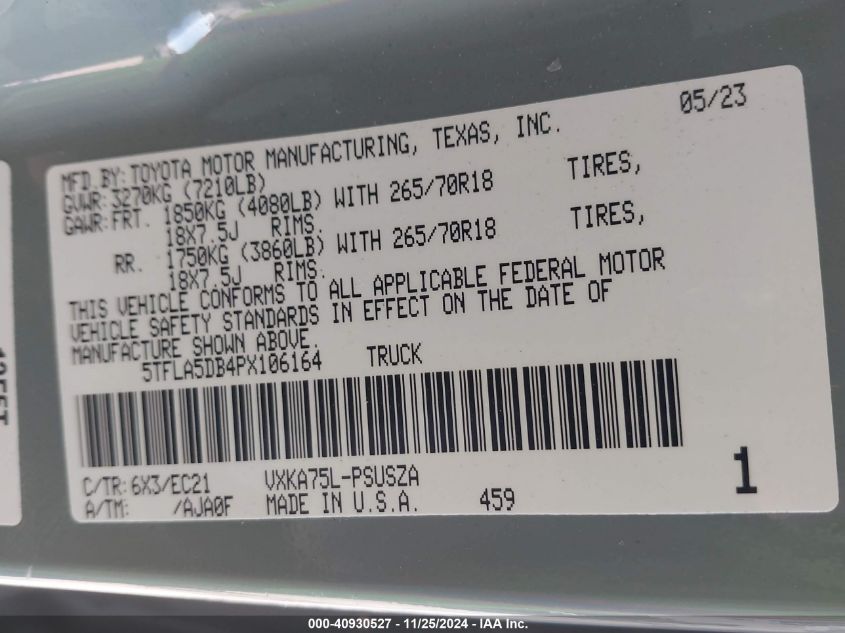 05/23
MFD.BY: TOYOTA MOTOR MANUFACTURING, TEXAS, INC.
GVWR: 3270KG (7210LB)
GAWR: FRT. 1850KG (4080LB) WITH 265/70R18 TIRES,
18X7.5J RIMS.
RR. 1750KG (3860LB) WITH 265/70R18 TIRES,
18X7.5J RIMS.
THIS VEHICLE CONFORMS TO ALL APPLICABLE FEDERAL MOTOR
VEHICLE SAFETY STANDARDS IN EFFECT ON THE DATE OF
MANUFACTURE SHOWN ABOVE.
5TFLA5DB4PX106164 TRUCK
C/TR: 6X3/EC21 VXKA75L-PSUSZA
A/TM: /AJA0F MADE IN U.S.A. 459
1
000-40930527 - 11/25/2024 - IAA Inc.